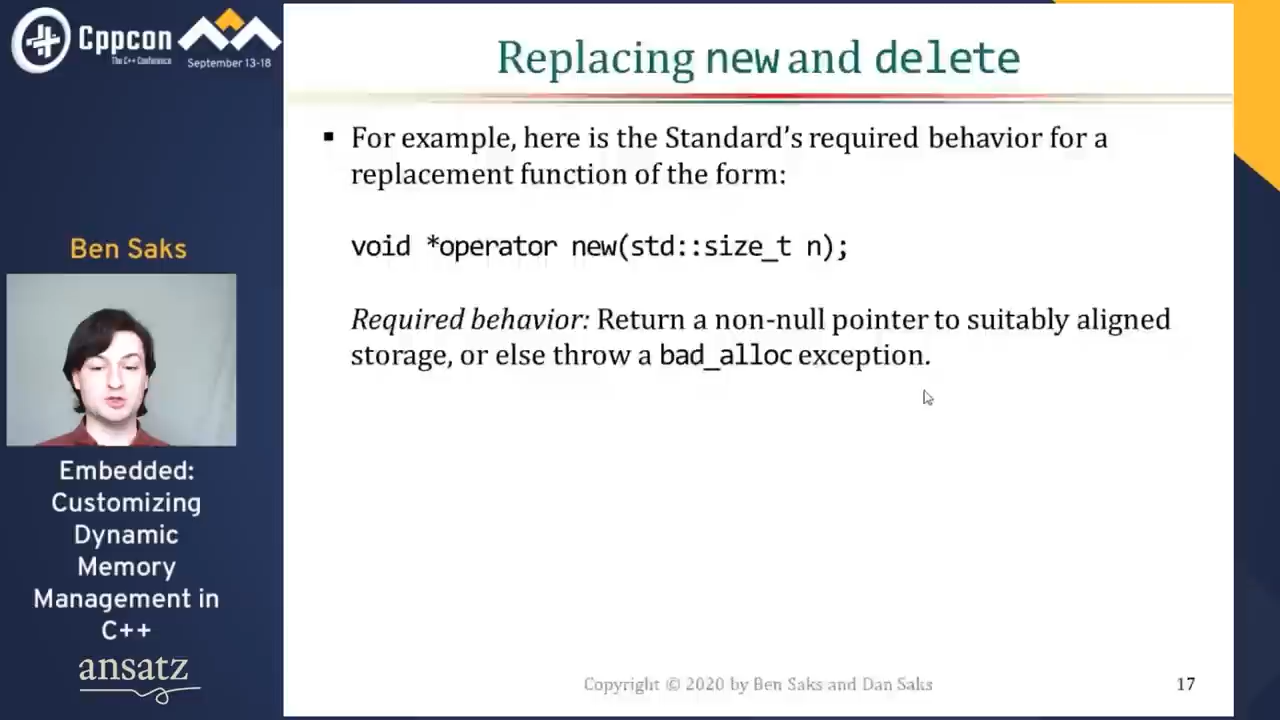 Cppcon
The C++ Conference
September 13-18
Ben Saks
Embedded:
Customizing
Dynamic
Memory
Management in
C++
ansatz
Replacing new and delete
▪ For example, here is the Standard's required behavior for a
replacement function of the form:
void *operator new(std::size_t n);
Required behavior: Return a non-null pointer to suitably aligned
storage, or else throw a bad_alloc exception.
Copyright © 2020 by Ben Saks and Dan Saks
17